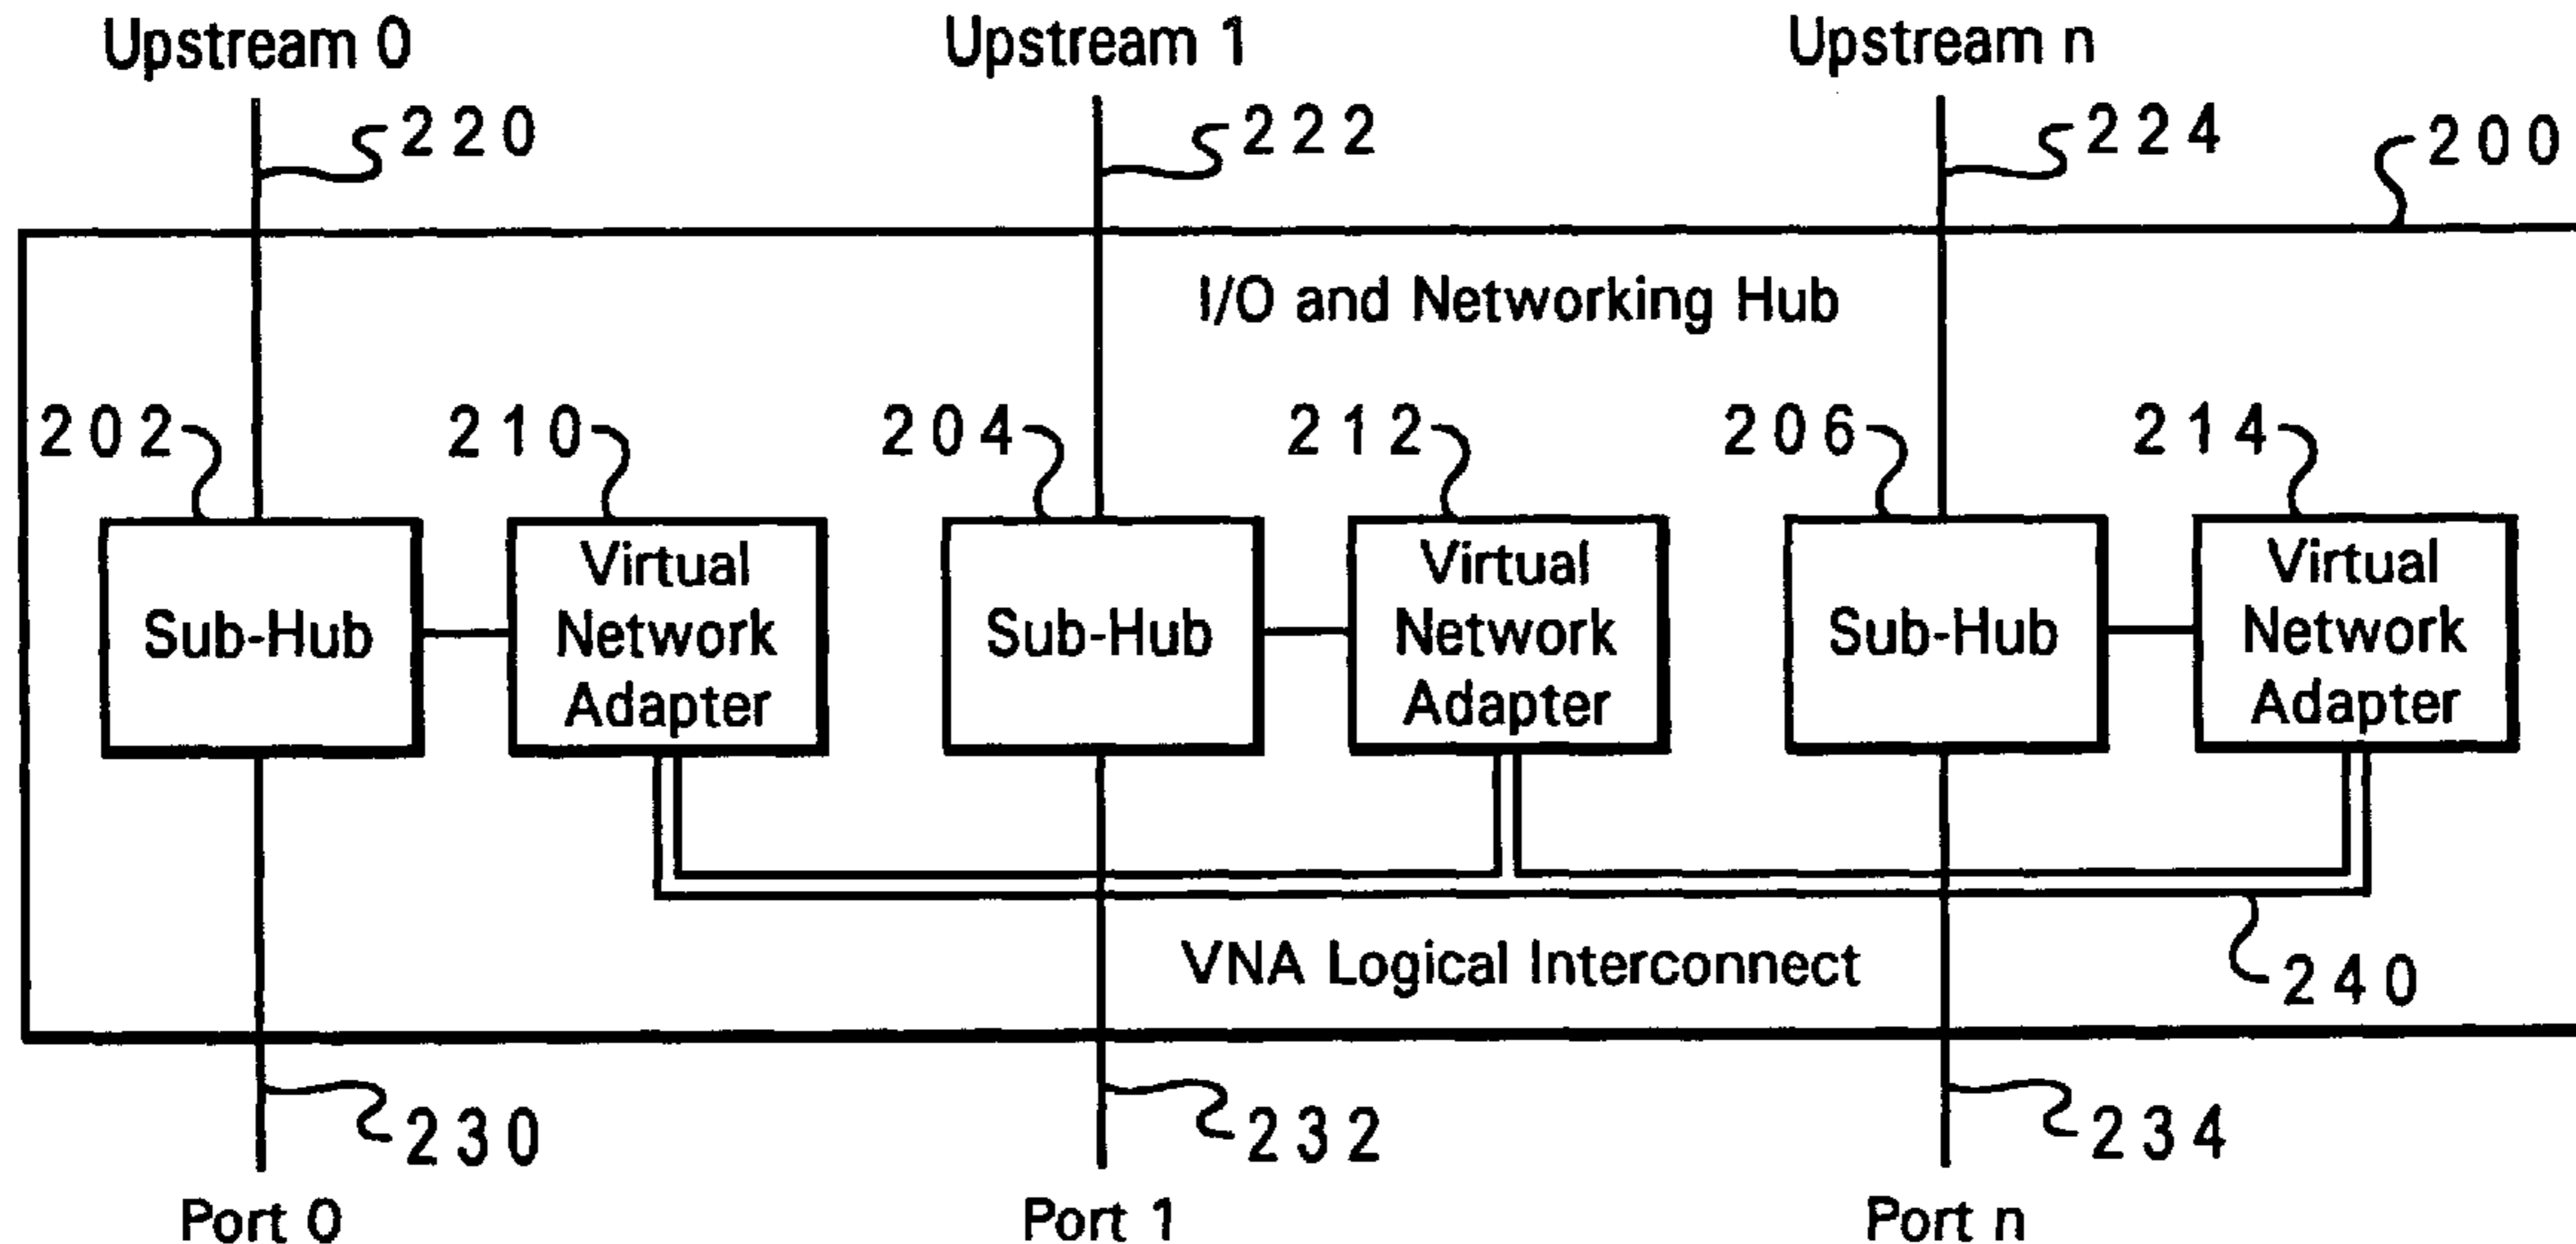 Upstream 0 Upstream 1 Upstream n
220 222 224 200
I/O and Networking Hub
202 210 204 212 206 214
Sub-Hub
Virtual
Network
Adapter
Sub-Hub
Virtual
Network
Adapter
Sub-Hub
Virtual
Network
Adapter
VNA Logical Interconnect
240
230 232 234
Port 0 Port 1 Port n